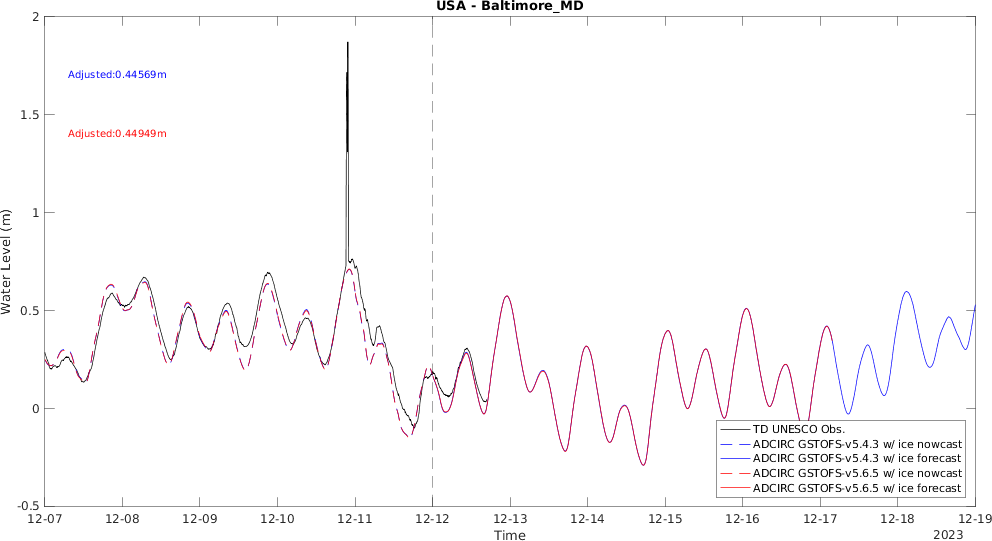 USA - Baltimore_MD
2
1.5
1
0.5
0
-0.5
Water Level (m)
Adjusted:0.44569m
Adjusted:0.44949m
TD UNESCO Obs.
ADCIRC GSTOFS-v5.4.3 w/ ice nowcast
ADCIRC GSTOFS-v5.4.3 w/ ice forecast
ADCIRC GSTOFS-v5.6.5 w/ ice nowcast
ADCIRC GSTOFS-v5.6.5 w/ ice forecast
12-07 12-08 12-09 12-10 12-11 12-12 12-13 12-14 12-15 12-16 12-17 12-18 12-19
Time
2023